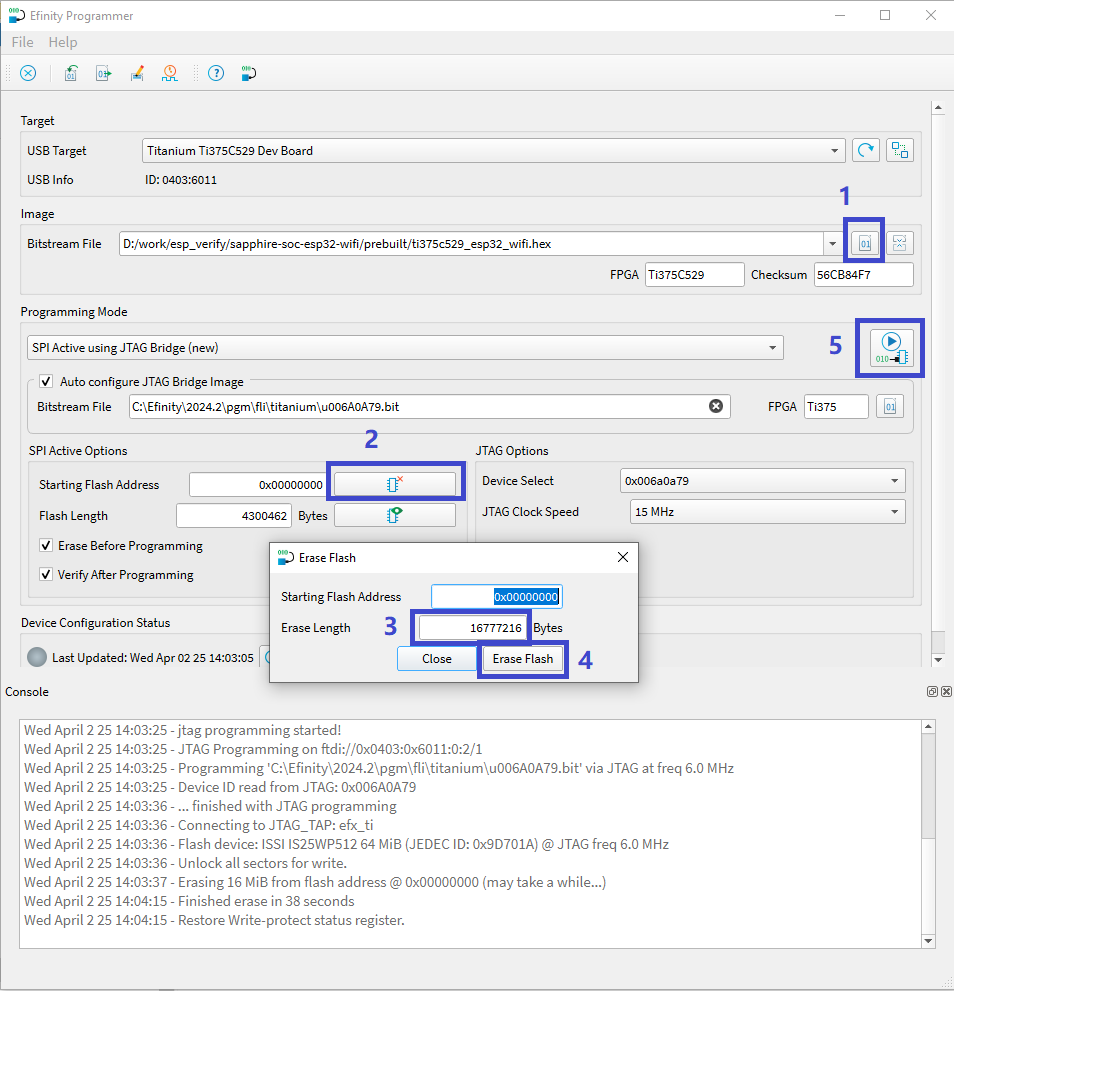 Efinity Programmer
File Help
Target
USB Target Titanium Ti375C529 Dev Board
USB Info ID: 0403:6011
1
Image
Bitstream File D:/work/esp_verify/sapphire-soc-esp32-wifi/prebuilt/ti375c529_esp32_wifi.hex 01
FPGA Ti375C529 Checksum 56CB84F7
Programming Mode
SPI Active using JTAG Bridge (new) 5 010
Auto configure JTAG Bridge Image
Bitstream File C:\Efinity\2024.2\pgm\fli\titanium\u006A0A79.bit FPGA Ti375 01
2
SPI Active Options JTAG Options
Starting Flash Address 0x00000000 Device Select 0x006a0a79
Flash Length 4300462 Bytes JTAG Clock Speed 15 MHz
Erase Before Programming
Verify After Programming
Erase Flash
Starting Flash Address 0x00000000
Erase Length 3 16777216 Bytes
Close Erase Flash 4
Device Configuration Status
Last Updated: Wed Apr 02 25 14:03:05
Console
Wed April 2 25 14:03:25 - jtag programming started!
Wed April 2 25 14:03:25 - JTAG Programming on ftdi://0x0403:0x6011:0:2/1
Wed April 2 25 14:03:25 - Programming 'C:\Efinity\2024.2\pgm\fli\titanium\u006A0A79.bit' via JTAG at freq 6.0 MHz
Wed April 2 25 14:03:25 - Device ID read from JTAG: 0x006A0A79
Wed April 2 25 14:03:36 - ... finished with JTAG programming
Wed April 2 25 14:03:36 - Connecting to JTAG_TAP: efx_ti
Wed April 2 25 14:03:36 - Flash device: ISSI IS25WP512 64 MiB (JEDEC ID: 0x9D701A) @ JTAG freq 6.0 MHz
Wed April 2 25 14:03:36 - Unlock all sectors for write.
Wed April 2 25 14:03:37 - Erasing 16 MiB from flash address @ 0x00000000 (may take a while...)
Wed April 2 25 14:04:15 - Finished erase in 38 seconds
Wed April 2 25 14:04:15 - Restore Write-protect status register.